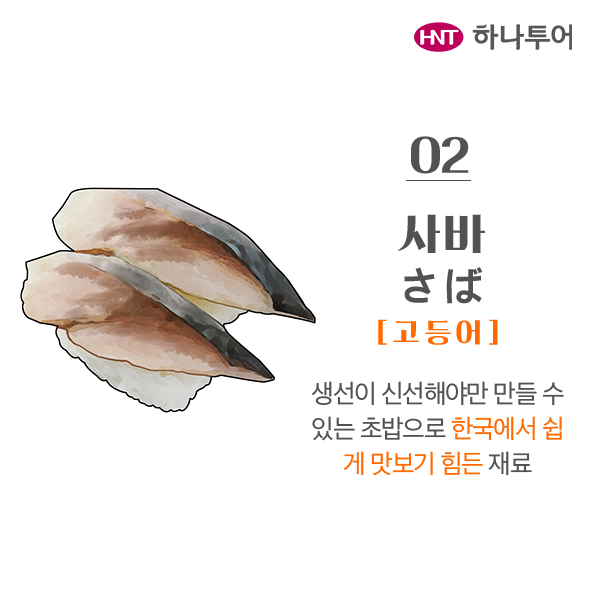 HNT 하나투어
02
사바
さば
[고등어]
생선이 신선해야만 만들 수
있는 초밥으로 한국에서 쉽
게 맛보기 힘든 재료